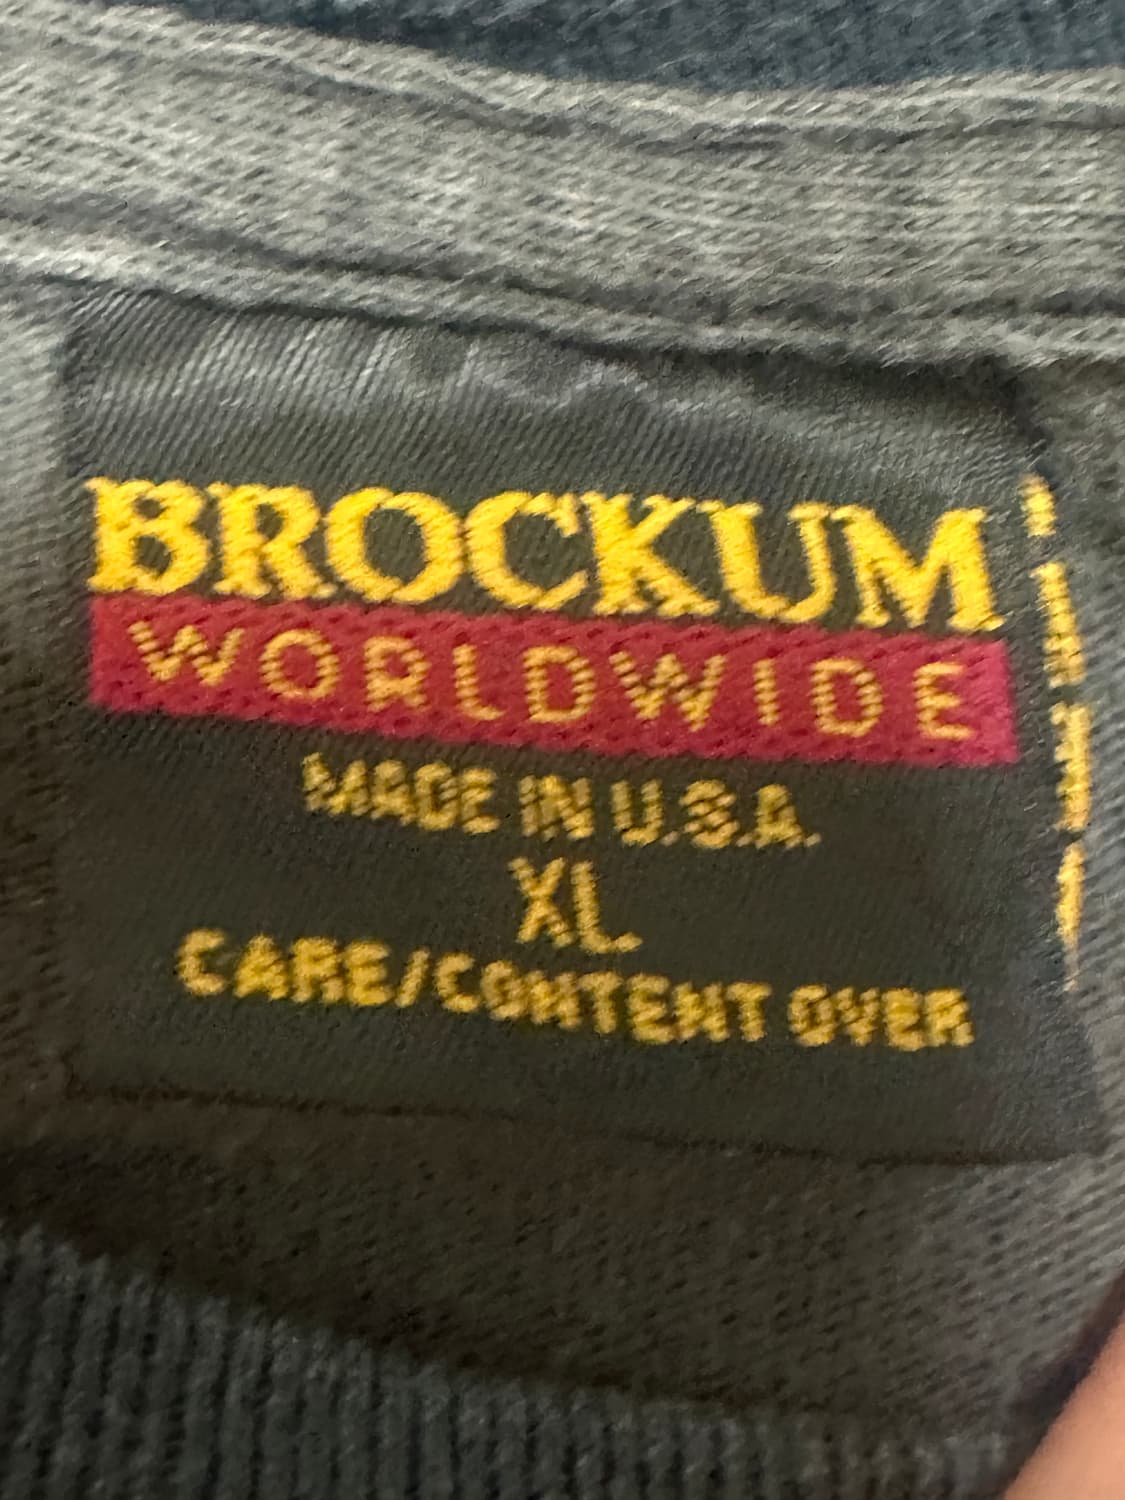 BROCKUM
WORLDWIDE
MADE IN U.S.A.
XL
CARE/CONTENT OVER